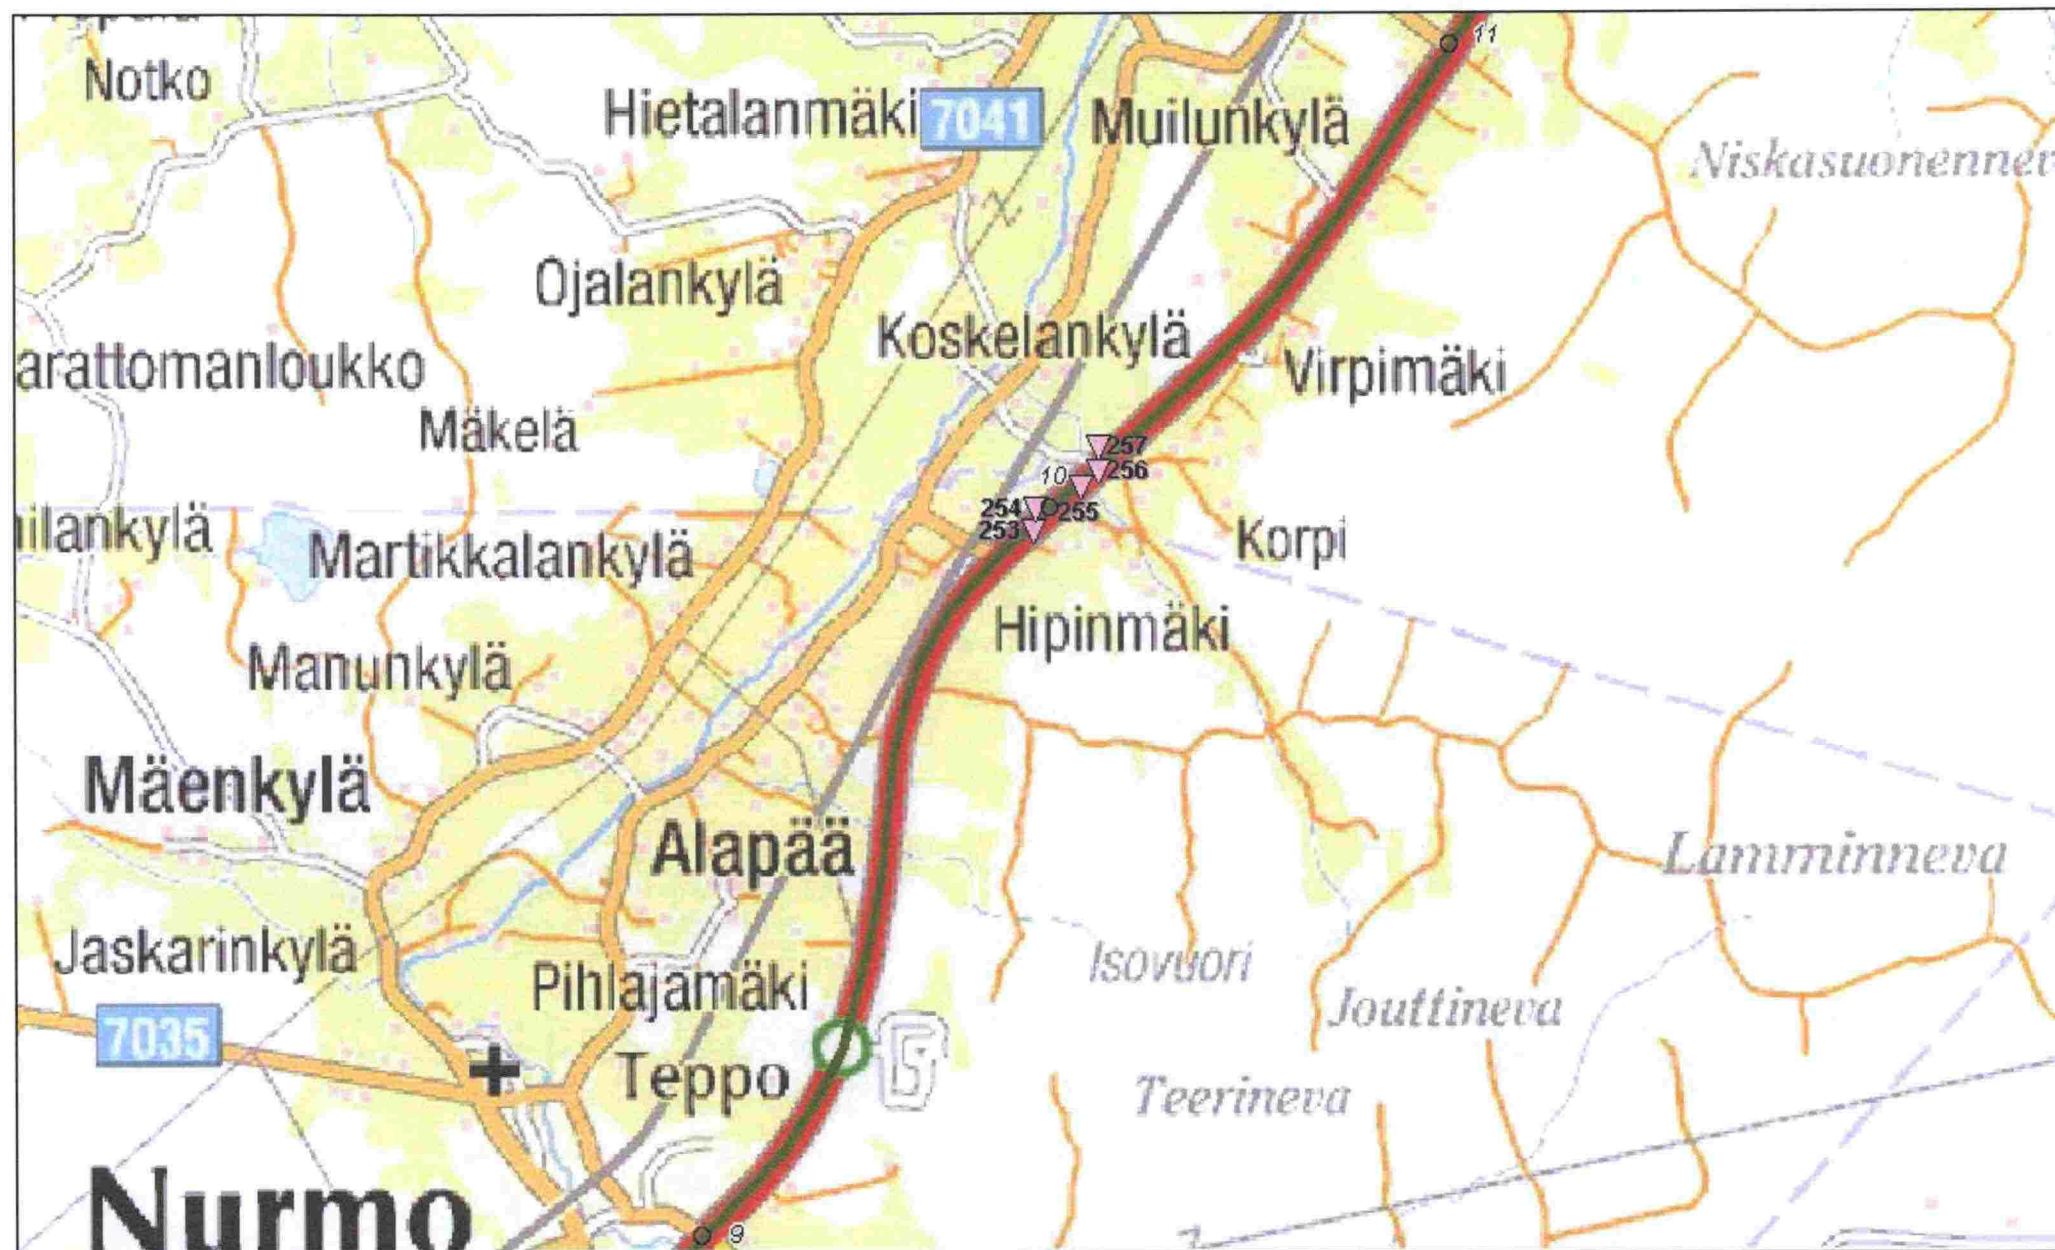 11
Notko
Hietalanmäki
7041
Muilunkylä
Niskasuonennev
Ojalankylä
Koskelankylä
arattomanloukko
Virpimäki
Mäkelä
257
10
256
254
255
253
ilankylä
Martikkalankylä
Korpi
Hipinmäki
Manunkylä
Mäenkylä
Alapää
Lamminneva
Jaskarinkylä
Isovuori
Pihlajamäki
Jouttineva
7035
Teppo
Teerineva
Nurmo
9